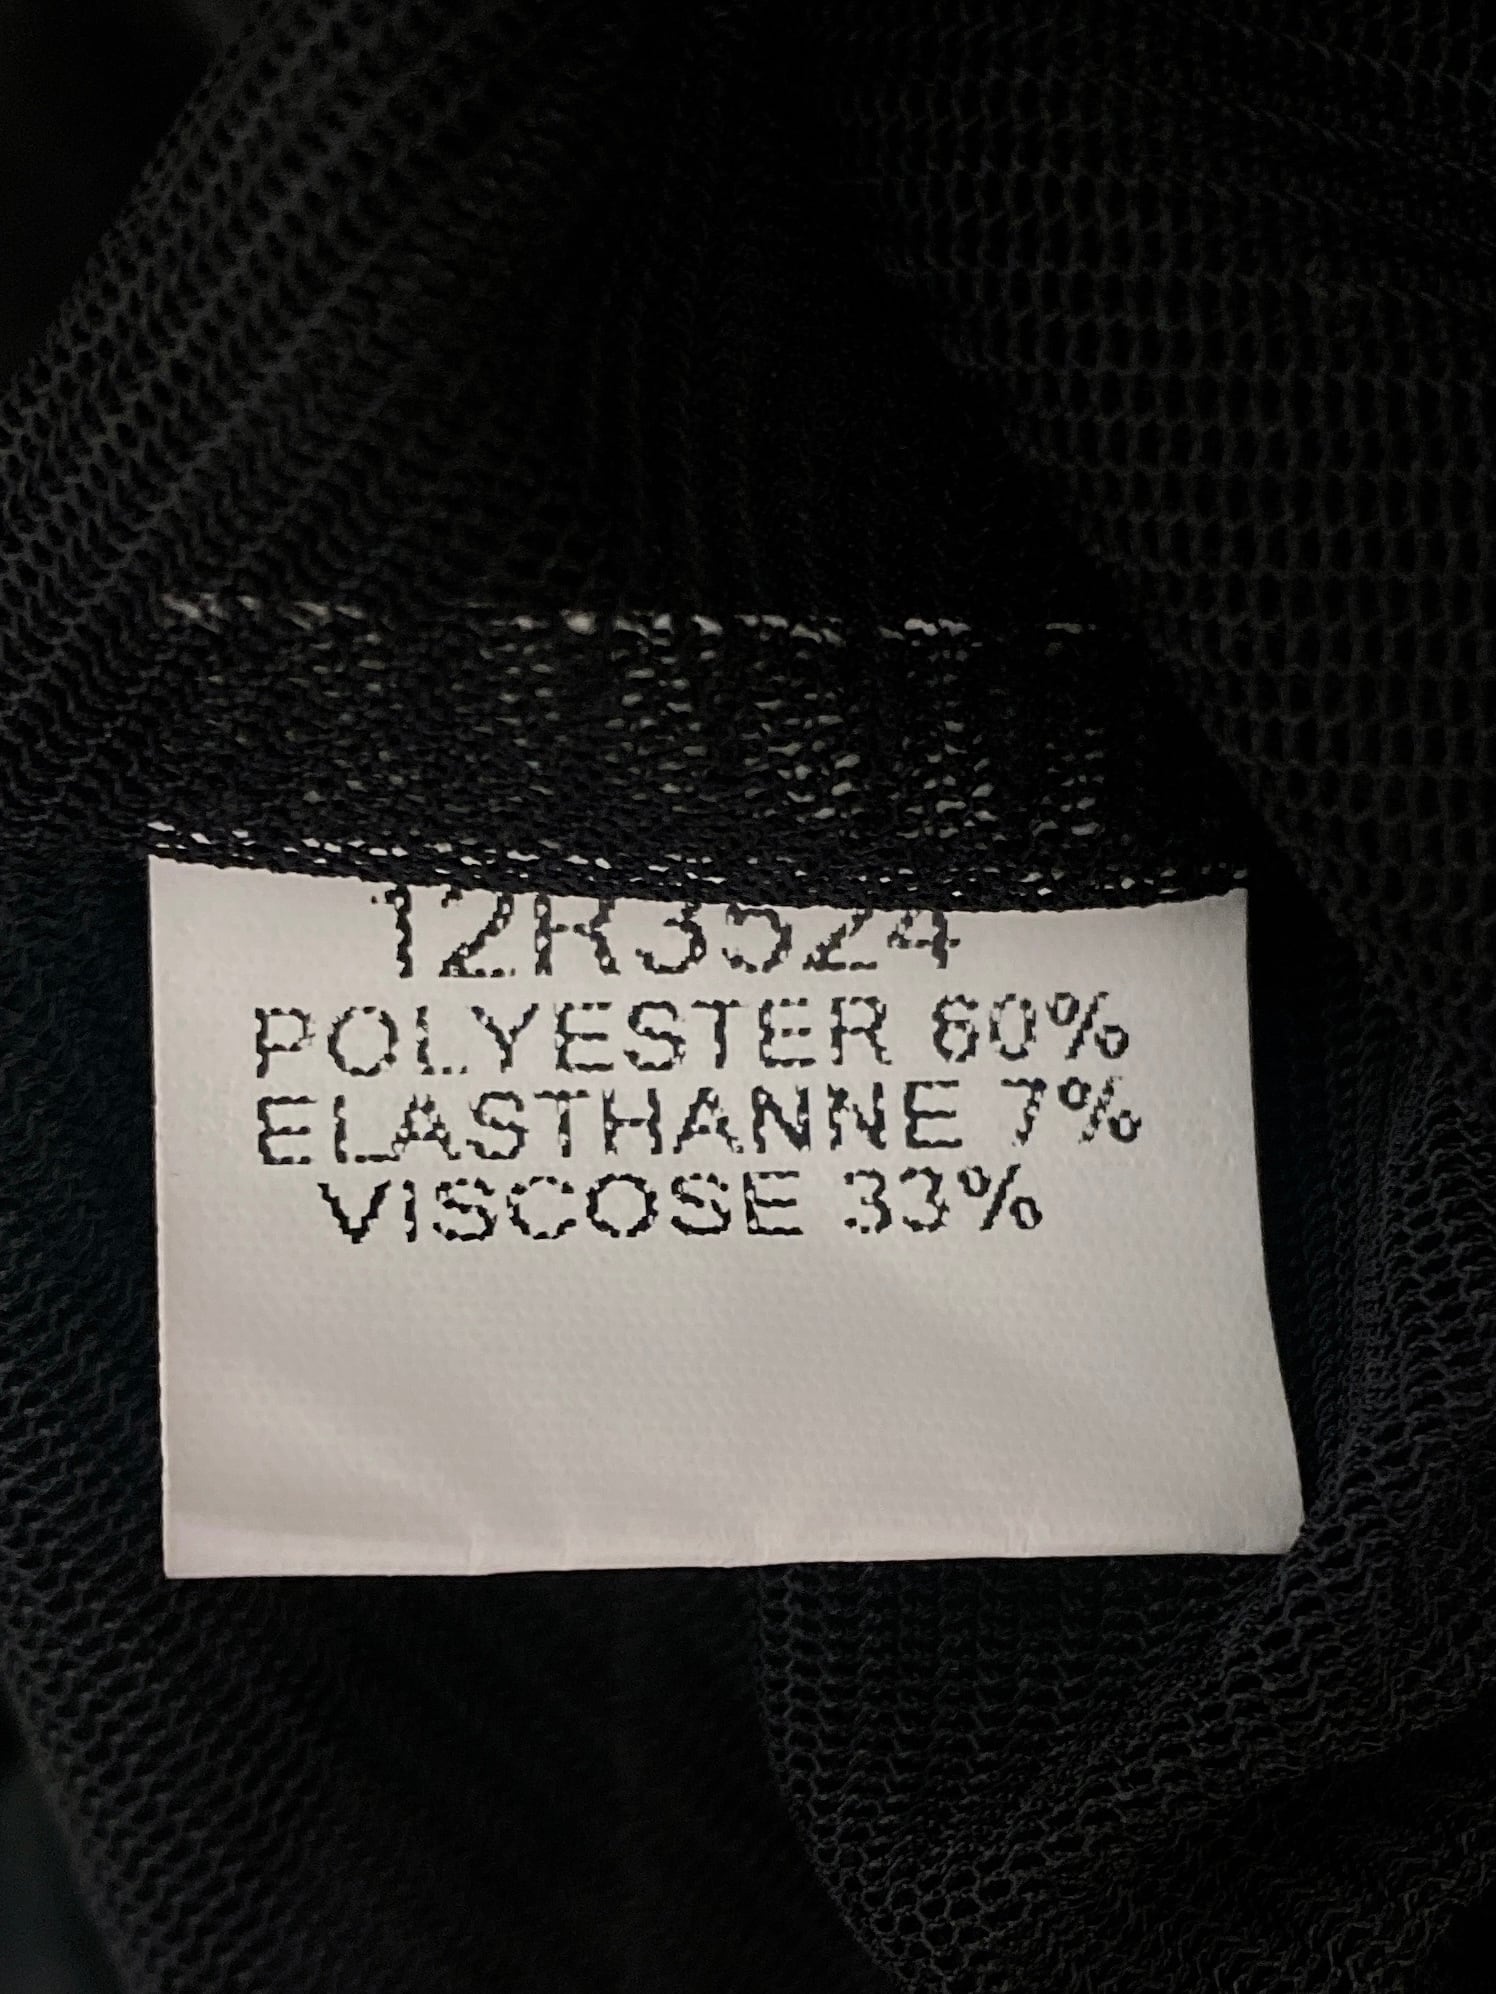 12R3524
POLYESTER 60%
ELASTHANNE 7%
VISCOSE 33%